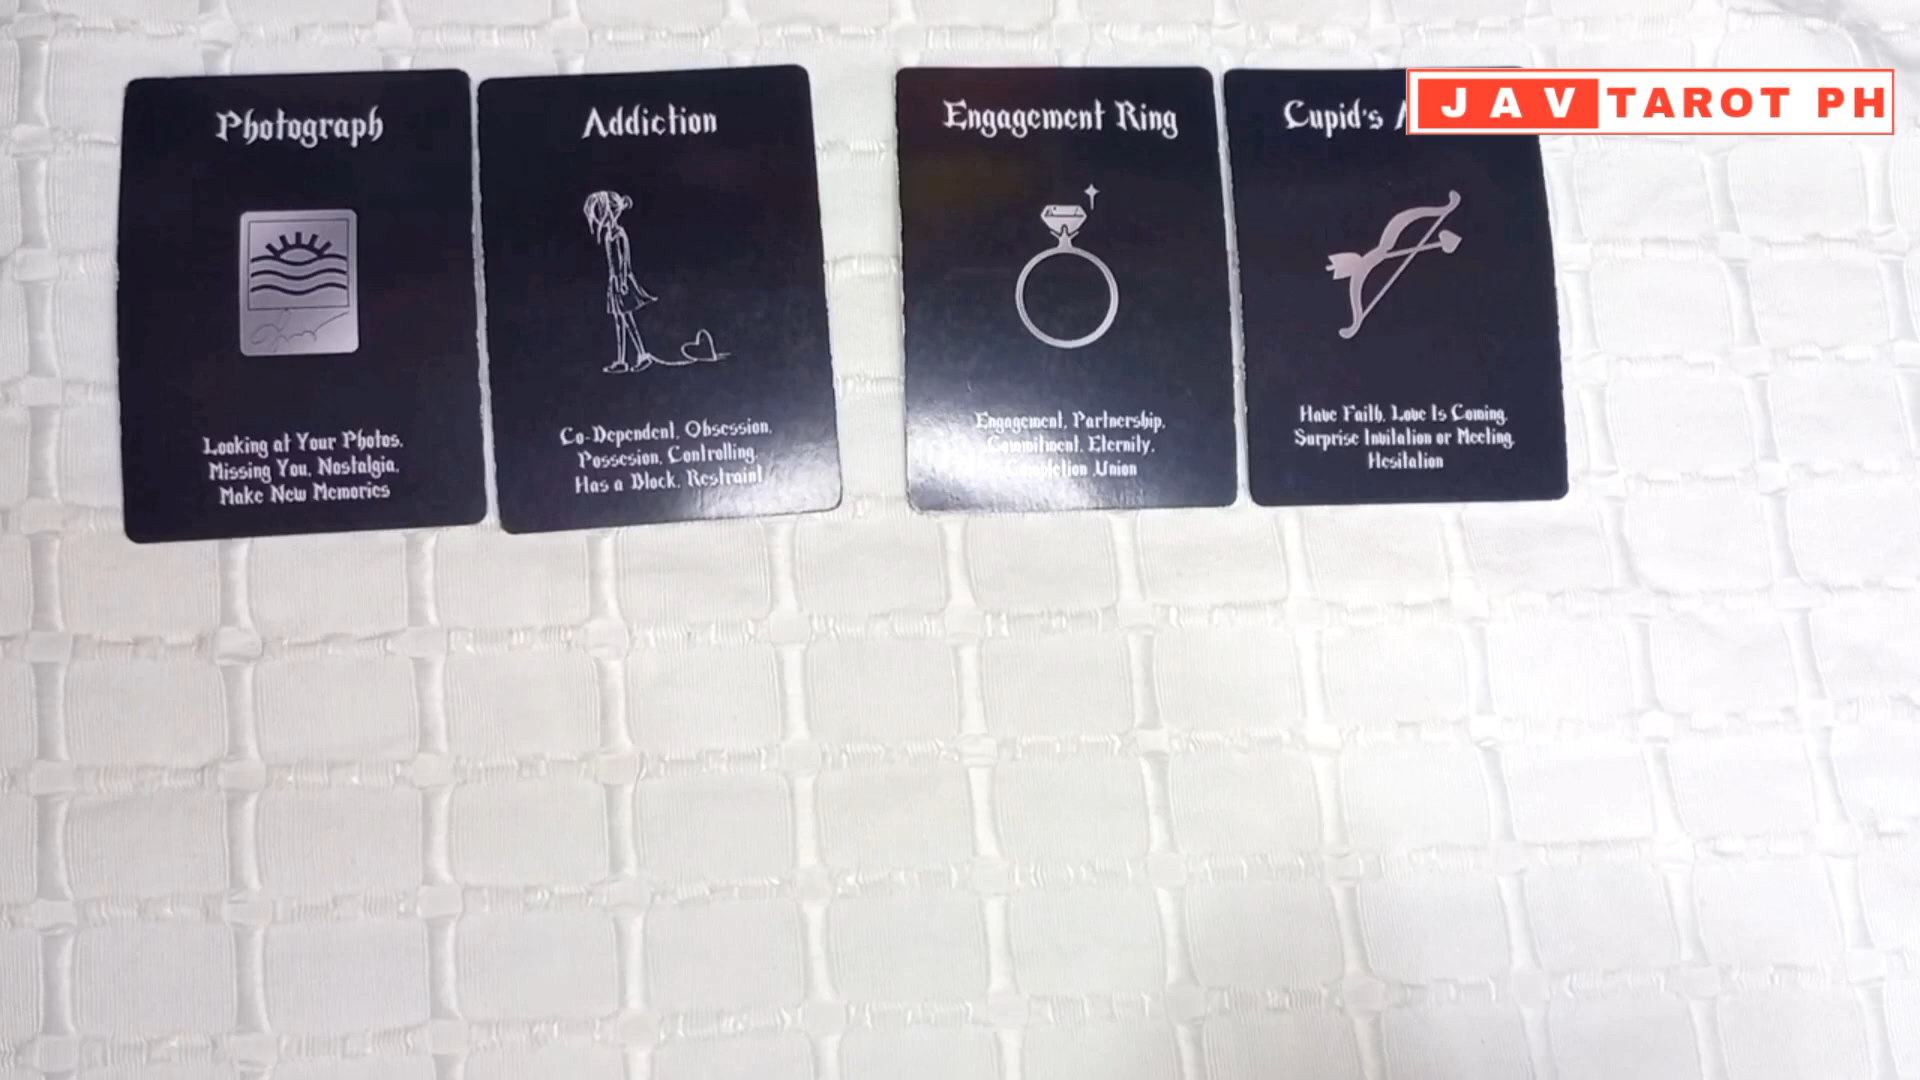 Photograph
Looking at Your Photos,
Missing You, Nostalgia,
Make New Memories
Addiction
Co-Dependent, Obsession,
Possesion, Controlling,
Has a Block, Restraint
Engagement Ring
Engagement, Partnership,
Commitment, Eternity,
Completion Union
Cupid's
Have Faith, Love Is Coming,
Surprise Invitation or Meeting,
Hesitation
JAV TAROT PH